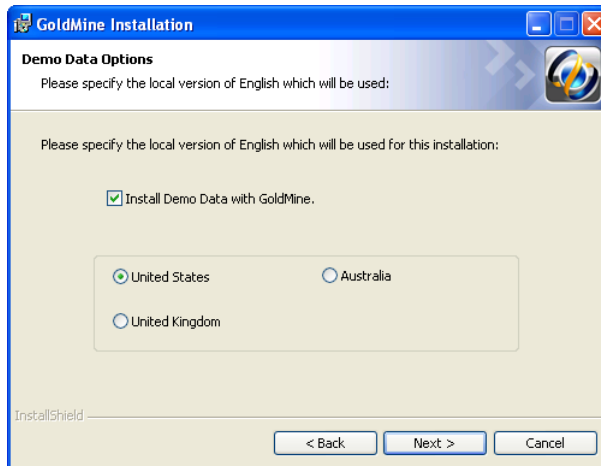 GoldMine Installation
Demo Data Options
Please specify the local version of English which will be used:
Please specify the local version of English which will be used for this installation:
Install Demo Data with GoldMine.
United States
Australia
United Kingdom
InstallShield
< Back
Next >
Cancel